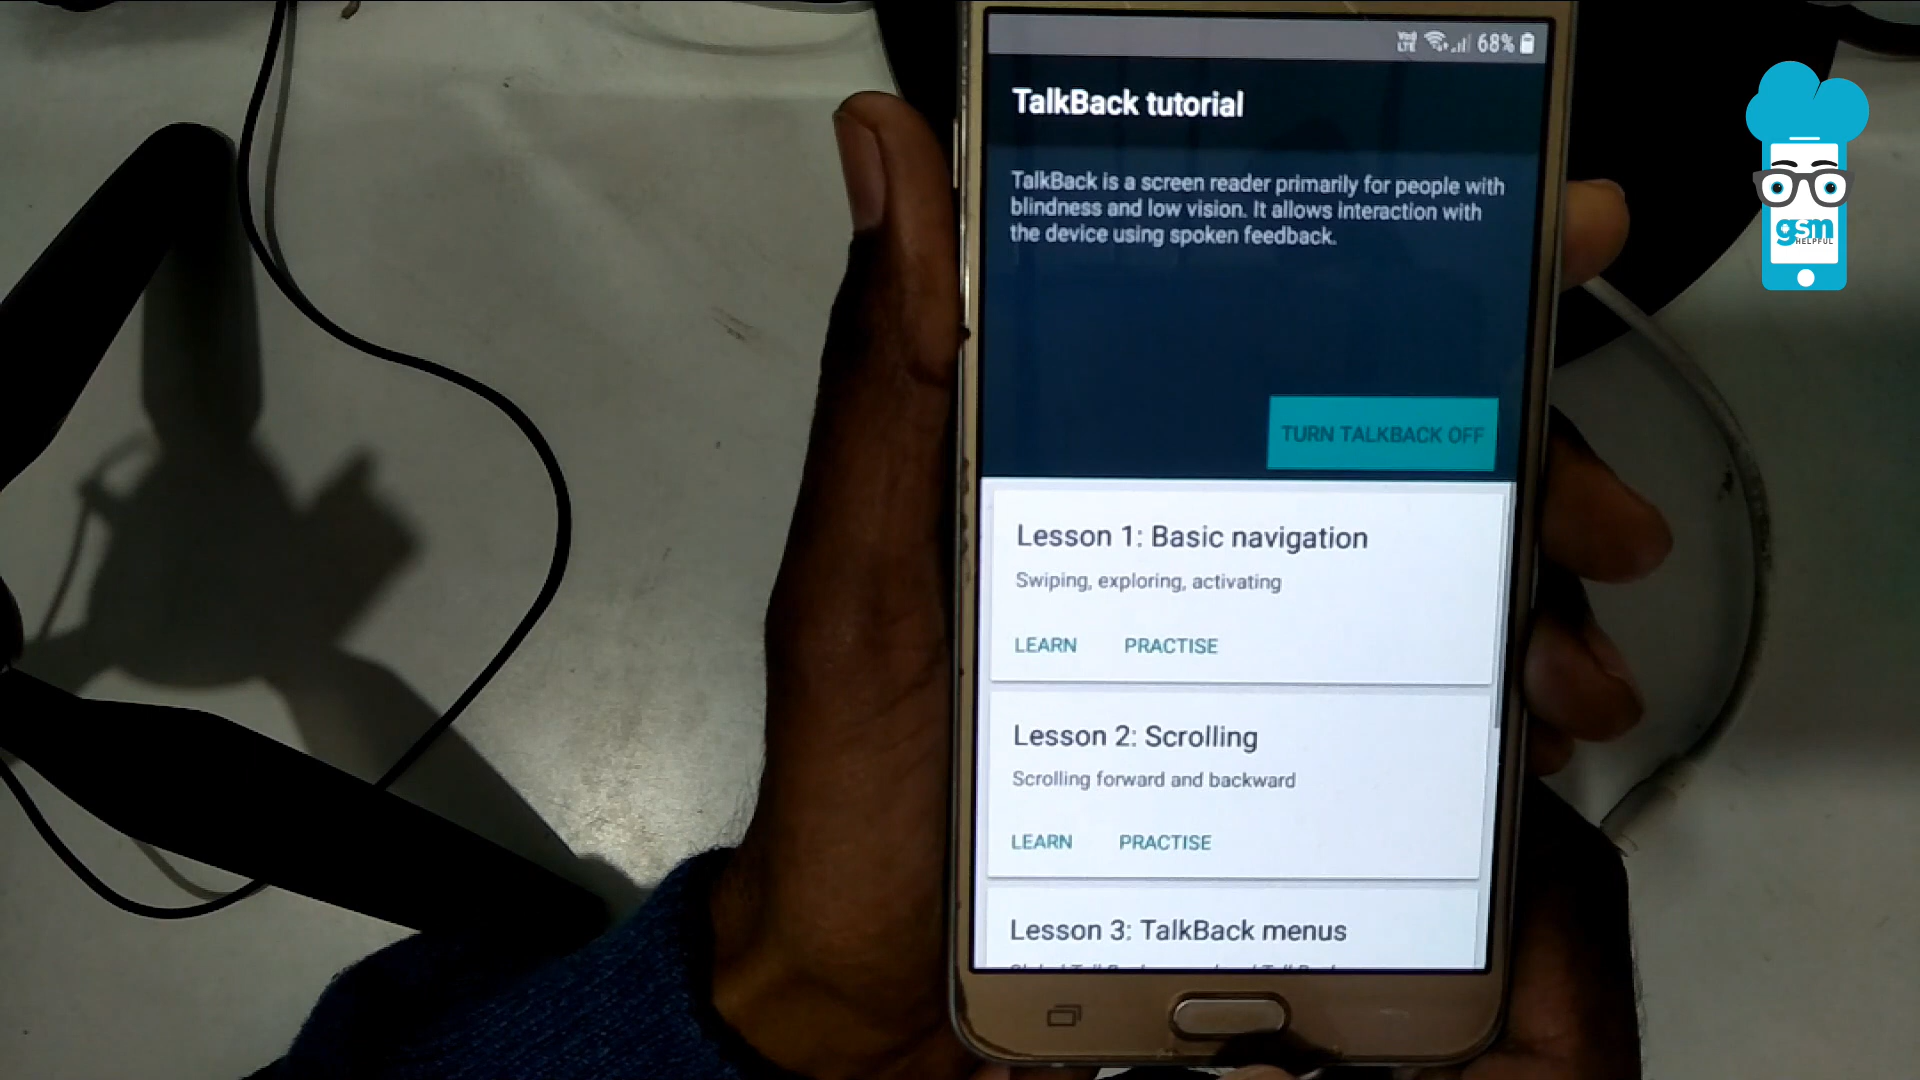 VoLTE 68%
TalkBack tutorial
TalkBack is a screen reader primarily for people with
blindness and low vision. It allows interaction with
the device using spoken feedback.
TURN TALKBACK OFF
Lesson 1: Basic navigation
Swiping, exploring, activating
LEARN PRACTISE
Lesson 2: Scrolling
Scrolling forward and backward
LEARN PRACTISE
Lesson 3: TalkBack menus
gsm
HELPFUL